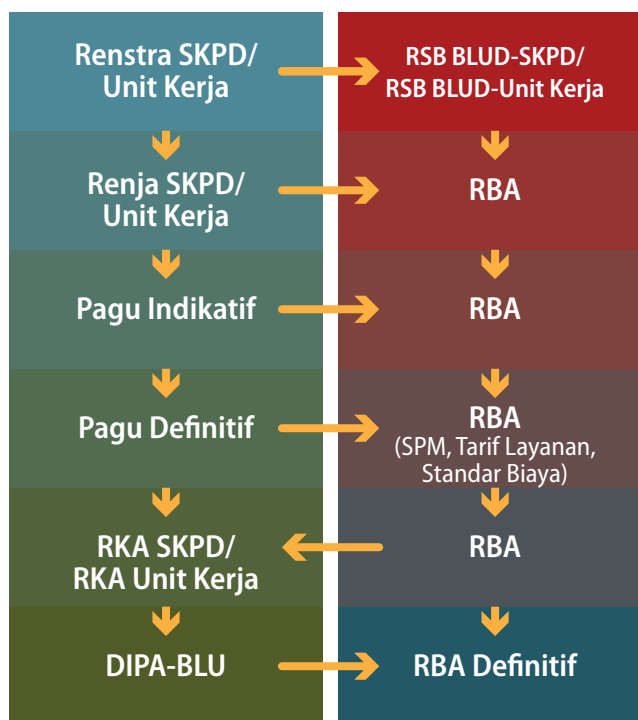 Renstra SKPD/
Unit Kerja
RSB BLUD-SKPD/
RSB BLUD-Unit Kerja
Renja SKPD/
Unit Kerja
RBA
Pagu Indikatif
RBA
Pagu Definitif
RBA
(SPM, Tarif Layanan,
Standar Biaya)
RKA SKPD/
RKA Unit Kerja
RBA
DIPA-BLU
RBA Definitif